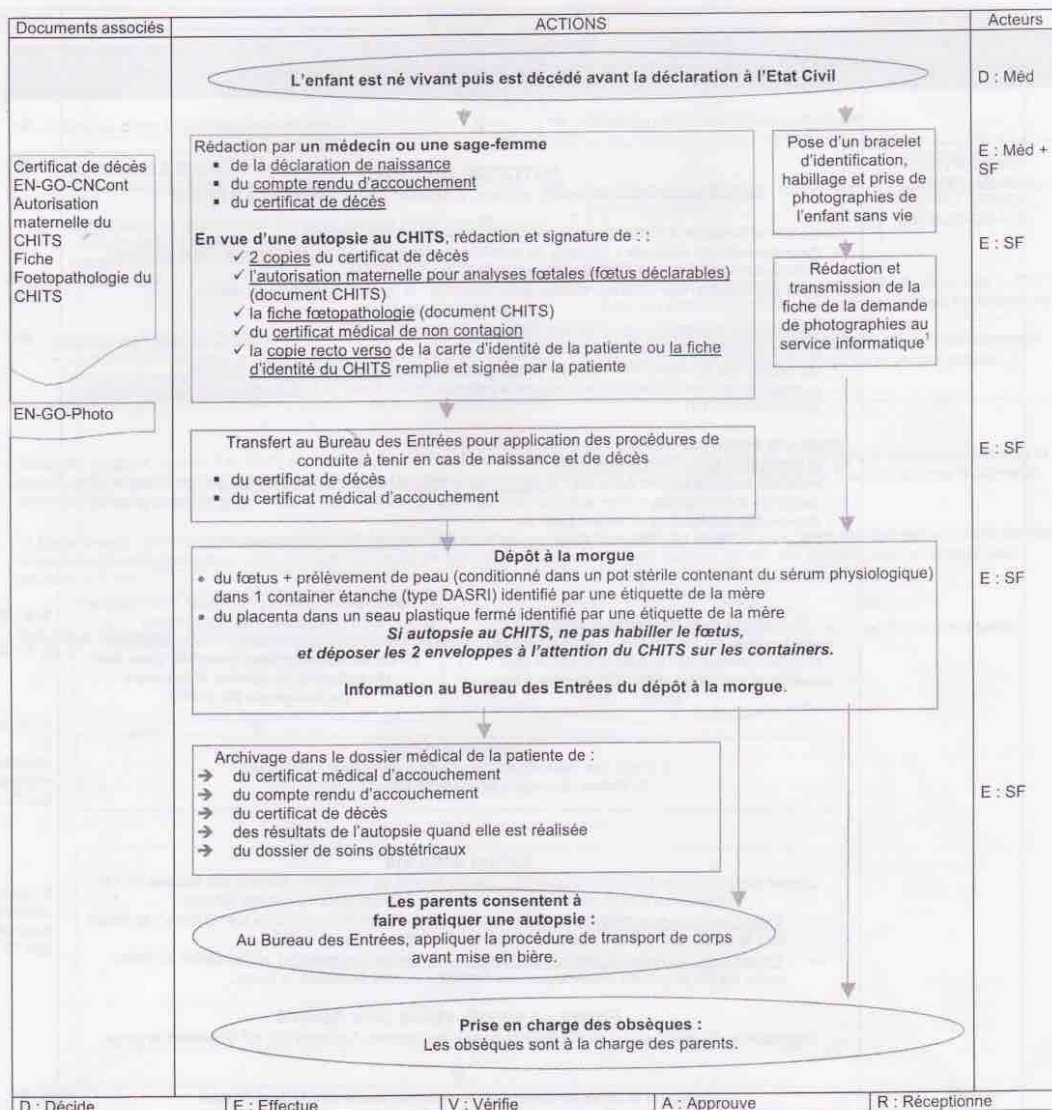 Documents associés
ACTIONS
Acteurs
L'enfant est né vivant puis est décédé avant la déclaration à l'Etat Civil
D : Méd
Certificat de décès
EN-GO-CNCont
Autorisation
maternelle du
CHITS
Fiche
Foetopathologie du
CHITS
Rédaction par un médecin ou une sage-femme
▪ de la déclaration de naissance
▪ du compte rendu d'accouchement
▪ du certificat de décès
En vue d'une autopsie au CHITS, rédaction et signature de : :
✓ 2 copies du certificat de décès
✓ l'autorisation maternelle pour analyses fœtales (fœtus déclarables)
(document CHITS)
✓ la fiche fœtopathologie (document CHITS)
✓ du certificat médical de non contagion
✓ la copie recto verso de la carte d'identité de la patiente ou la fiche
d'identité du CHITS remplie et signée par la patiente
Pose d'un bracelet
d'identification,
habillage et prise de
photographies de
l'enfant sans vie
E : Méd +
SF
Rédaction et
transmission de la
fiche de la demande
de photographies au
service informatique¹
E : SF
EN-GO-Photo
Transfert au Bureau des Entrées pour application des procédures de
conduite à tenir en cas de naissance et de décès
▪ du certificat de décès
▪ du certificat médical d'accouchement
E : SF
Dépôt à la morgue
▪ du fœtus + prélèvement de peau (conditionné dans un pot stérile contenant du sérum physiologique)
dans 1 container étanche (type DASRI) identifié par une étiquette de la mère
▪ du placenta dans un seau plastique fermé identifié par une étiquette de la mère
Si autopsie au CHITS, ne pas habiller le fœtus,
et déposer les 2 enveloppes à l'attention du CHITS sur les containers.
Information au Bureau des Entrées du dépôt à la morgue.
E : SF
Archivage dans le dossier médical de la patiente de :
➔ du certificat médical d'accouchement
➔ du compte rendu d'accouchement
➔ du certificat de décès
➔ des résultats de l'autopsie quand elle est réalisée
➔ du dossier de soins obstétricaux
E : SF
Les parents consentent à
faire pratiquer une autopsie :
Au Bureau des Entrées, appliquer la procédure de transport de corps
avant mise en bière.
Prise en charge des obsèques :
Les obsèques sont à la charge des parents.
D : Décide
E : Effectue
V : Vérifie
A : Approuve
R : Réceptionne